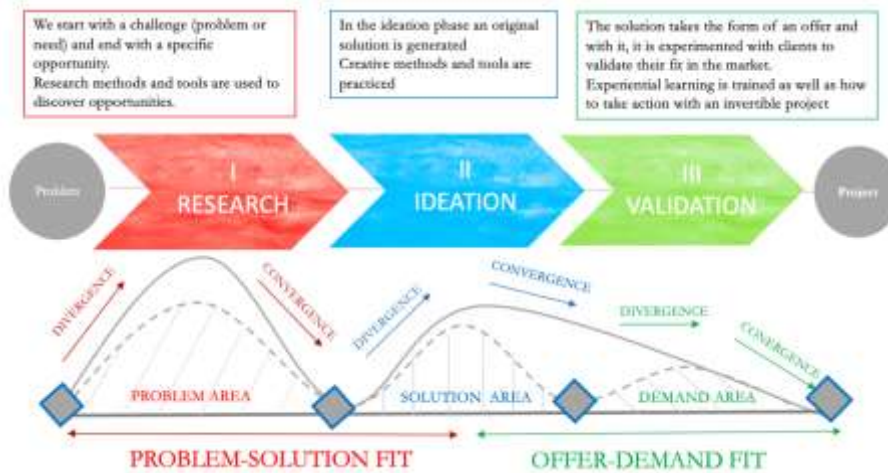 We start with a challenge (problem or
need) and end with a specific
opportunity.
Research methods and tools are used to
discover opportunities.
In the ideation phase an original
solution is generated
Creative methods and tools are
practiced
The solution takes the form of an offer and
with it, it is experimented with clients to
validate their fit in the market.
Experiential learning is trained as well as how
to take action with an invertible project
Problem
I
RESEARCH
II
IDEATION
III
VALIDATION
Project
DIVERGENCE
CONVERGENCE
DIVERGENCE
CONVERGENCE
DIVERGENCE
CONVERGENCE
PROBLEM AREA
SOLUTION AREA
DEMAND AREA
PROBLEM-SOLUTION FIT
OFFER-DEMAND FIT